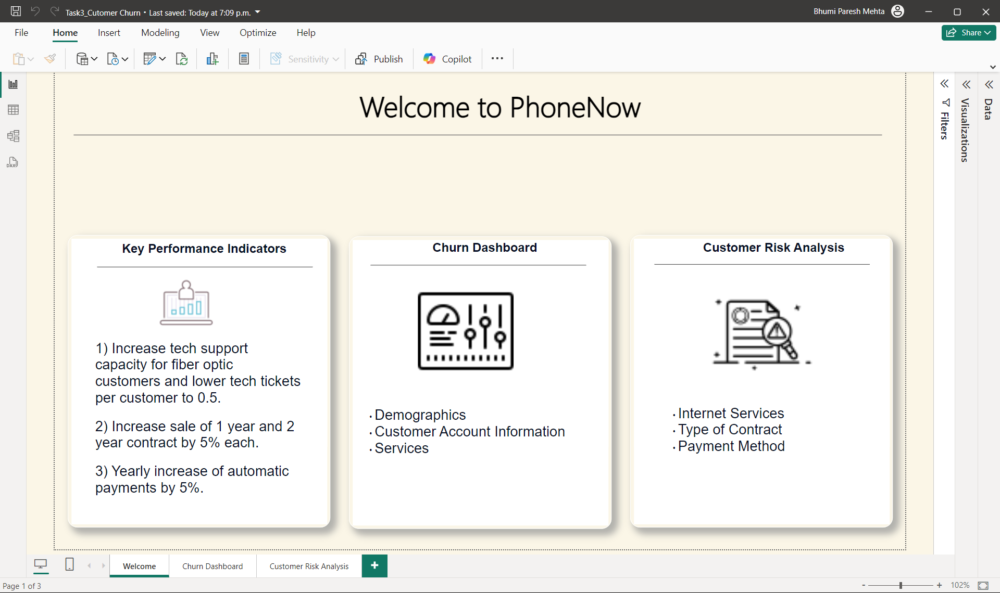 Task3_Cutomer Churn • Last saved: Today at 7:09 p.m.
Bhumi Paresh Mehta
File Home Insert Modeling View Optimize Help
Share
Sensitivity
Publish
Copilot
DAX
Welcome to PhoneNow
Filters
Visualizations
Data
Key Performance Indicators
1) Increase tech support
capacity for fiber optic
customers and lower tech tickets
per customer to 0.5.
2) Increase sale of 1 year and 2
year contract by 5% each.
3) Yearly increase of automatic
payments by 5%.
Churn Dashboard
• Demographics
• Customer Account Information
• Services
Customer Risk Analysis
• Internet Services
• Type of Contract
• Payment Method
Welcome
Churn Dashboard
Customer Risk Analysis
Page 1 of 3
102%